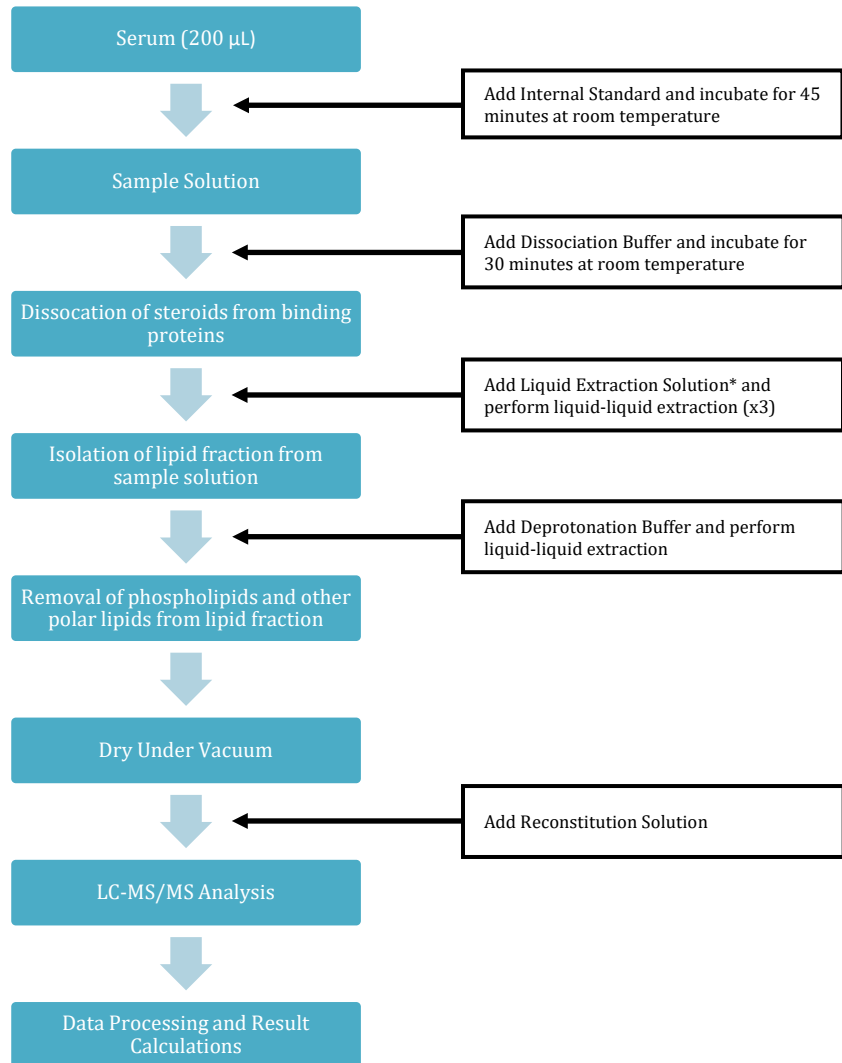 Serum (200 µL)
Add Internal Standard and incubate for 45
minutes at room temperature
Sample Solution
Add Dissociation Buffer and incubate for
30 minutes at room temperature
Dissocation of steroids from binding
proteins
Add Liquid Extraction Solution* and
perform liquid-liquid extraction (x3)
Isolation of lipid fraction from
sample solution
Add Deprotonation Buffer and perform
liquid-liquid extraction
Removal of phospholipids and other
polar lipids from lipid fraction
Dry Under Vacuum
Add Reconstitution Solution
LC-MS/MS Analysis
Data Processing and Result
Calculations